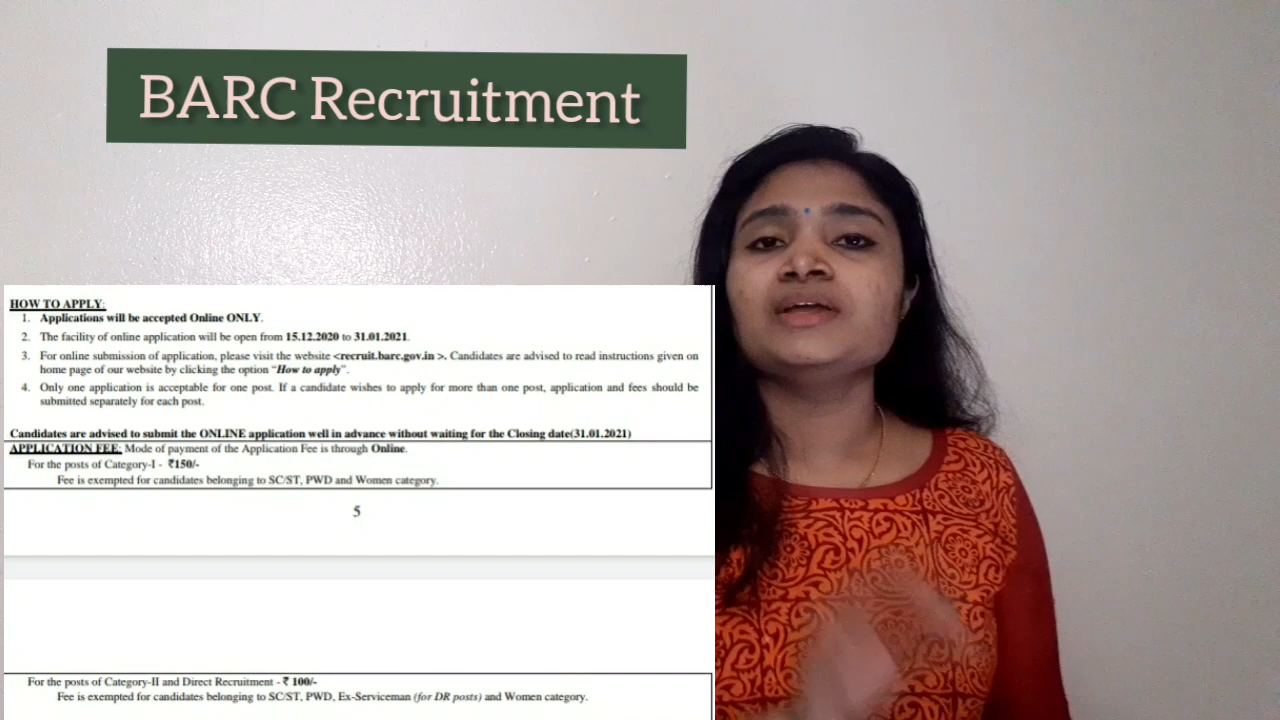 BARC Recruitment
HOW TO APPLY:
1. Applications will be accepted Online ONLY.
2. The facility of online application will be open from 15.12.2020 to 31.01.2021.
3. For online submission of application, please visit the website <recruit.barc.gov.in >. Candidates are advised to read instructions given on
home page of our website by clicking the option "How to apply".
4. Only one application is acceptable for one post. If a candidate wishes to apply for more than one post, application and fees should be
submitted separately for each post.
Candidates are advised to submit the ONLINE application well in advance without waiting for the Closing date(31.01.2021)
APPLICATION FEE: Mode of payment of the Application Fee is through Online.
For the posts of Category-I - ₹150/-
Fee is exempted for candidates belonging to SC/ST, PWD and Women category.
5
For the posts of Category-II and Direct Recruitment - ₹ 100/-
Fee is exempted for candidates belonging to SC/ST, PWD, Ex-Serviceman (for DR posts) and Women category.